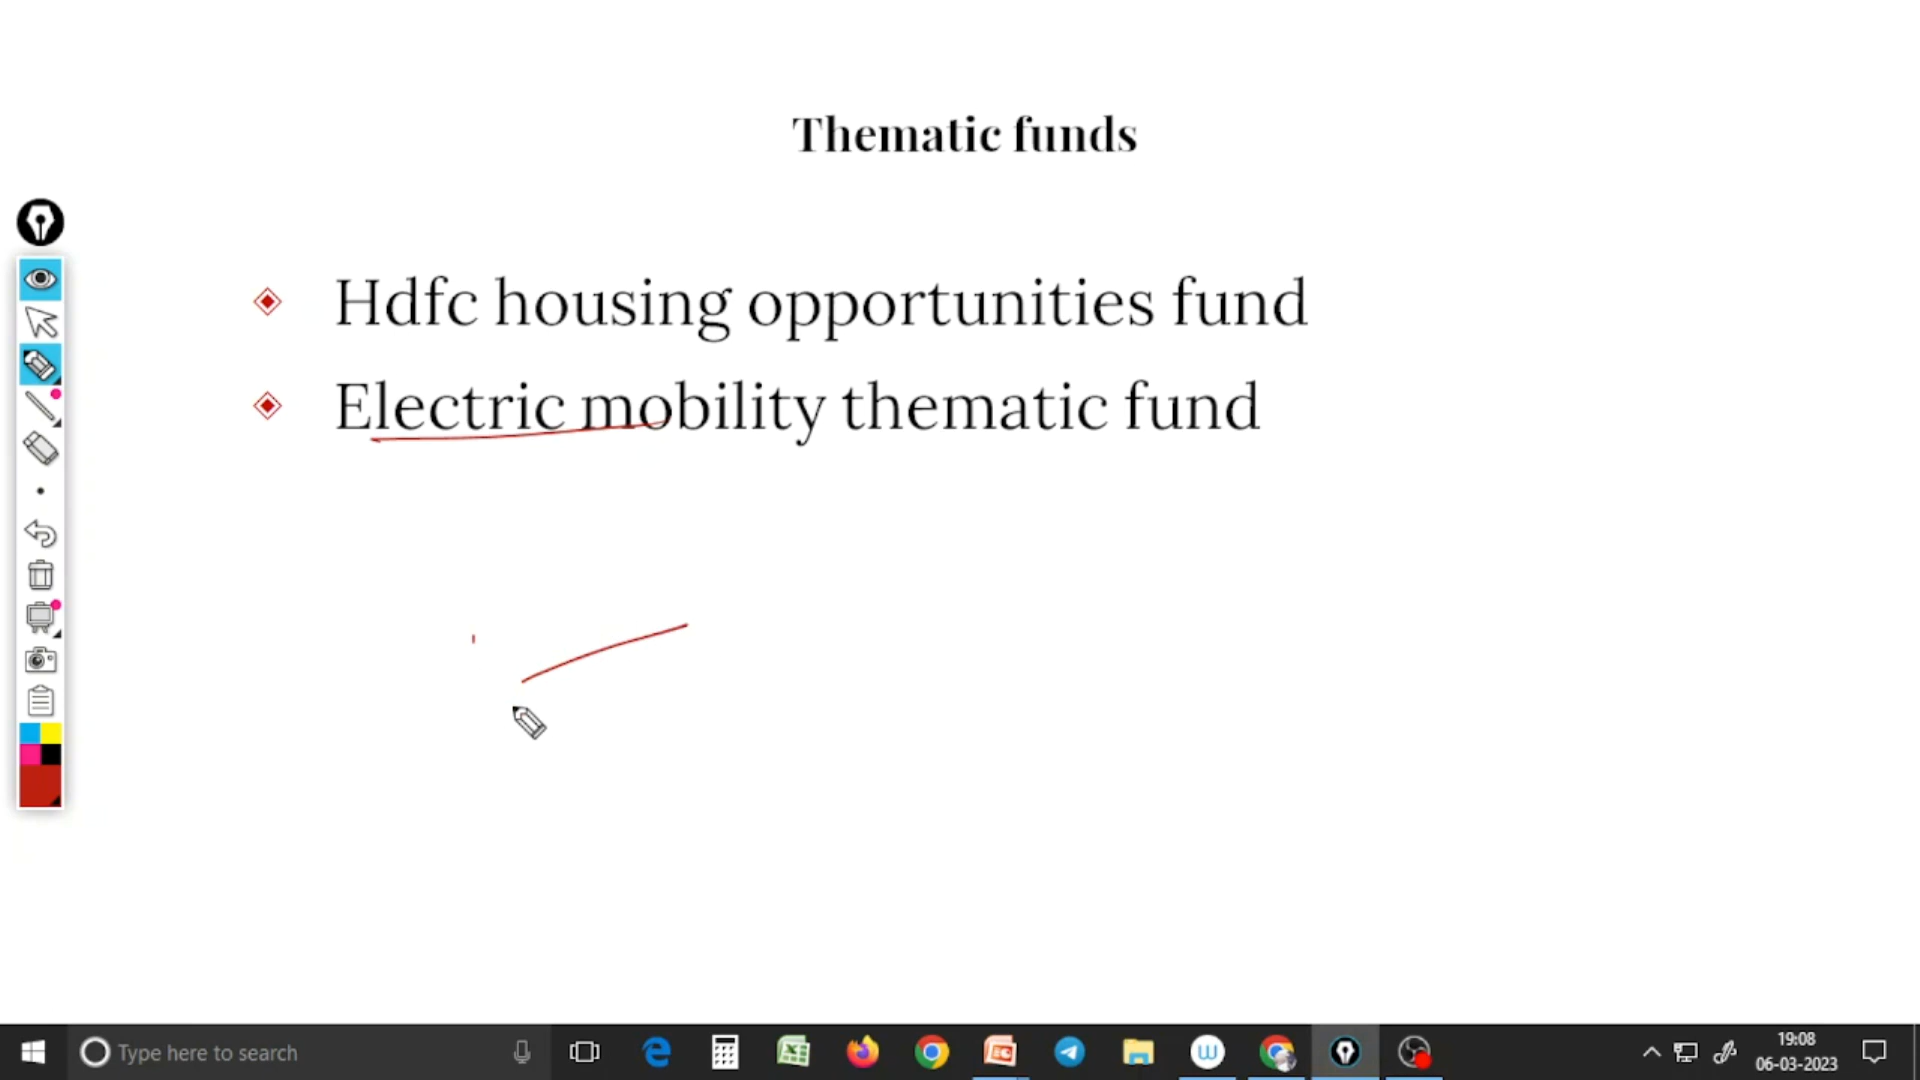 Thematic funds
Hdfc housing opportunities fund
Electric mobility thematic fund
Type here to search
19:08
06-03-2023